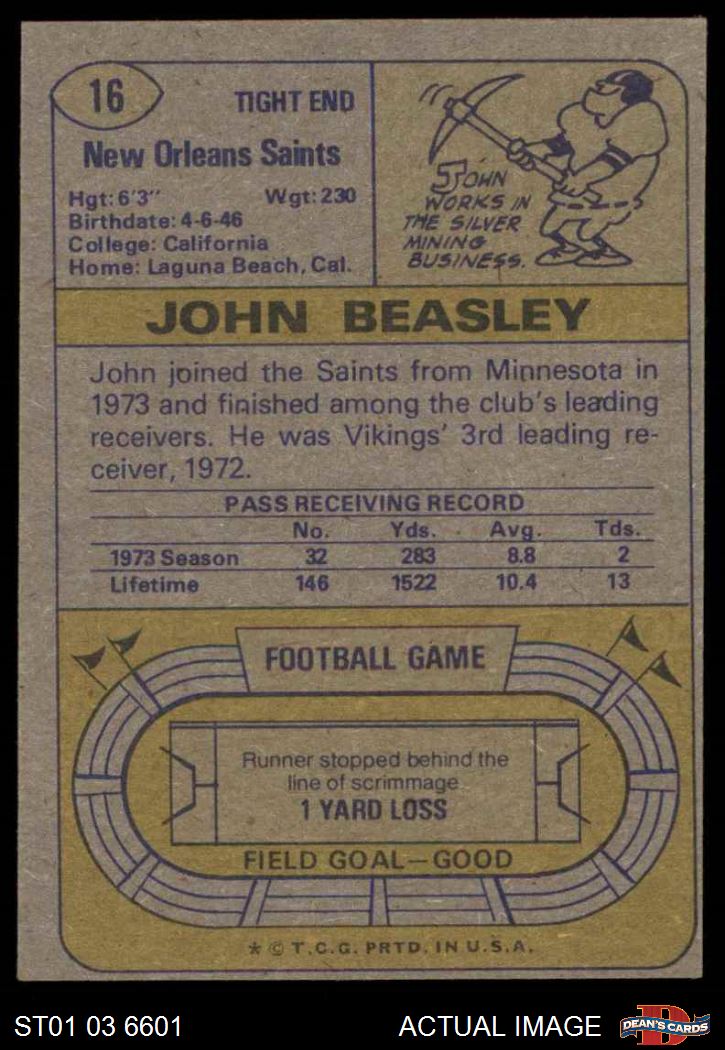 16
TIGHT END
New Orleans Saints
Hgt: 6'3" Wgt: 230
Birthdate: 4-6-46
College: California
Home: Laguna Beach, Cal.
JOHN
WORKS IN
THE SILVER
MINING
BUSINESS.
JOHN BEASLEY
John joined the Saints from Minnesota in
1973 and finished among the club's leading
receivers. He was Vikings' 3rd leading re-
ceiver, 1972.
PASS RECEIVING RECORD
No. Yds. Avg. Tds.
1973 Season 32 283 8.8 2
Lifetime 146 1522 10.4 13
FOOTBALL GAME
Runner stopped behind the
line of scrimmage
1 YARD LOSS
FIELD GOAL—GOOD
* © T.C.G. PRTD. IN U.S.A.
ST01 03 6601 ACTUAL IMAGE
D
DEAN'S CARDS